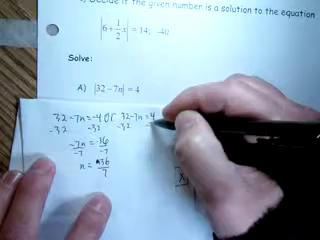 Decide if the given number is a solution to the equation
|6 + 1/2 x| = 14; -40
Solve:
A) |32 - 7n| = 4
32 - 7n = -4 Or 32 - 7n = 4
-32 -32 -32
-7n = -36
-7 -7
n = 36/7